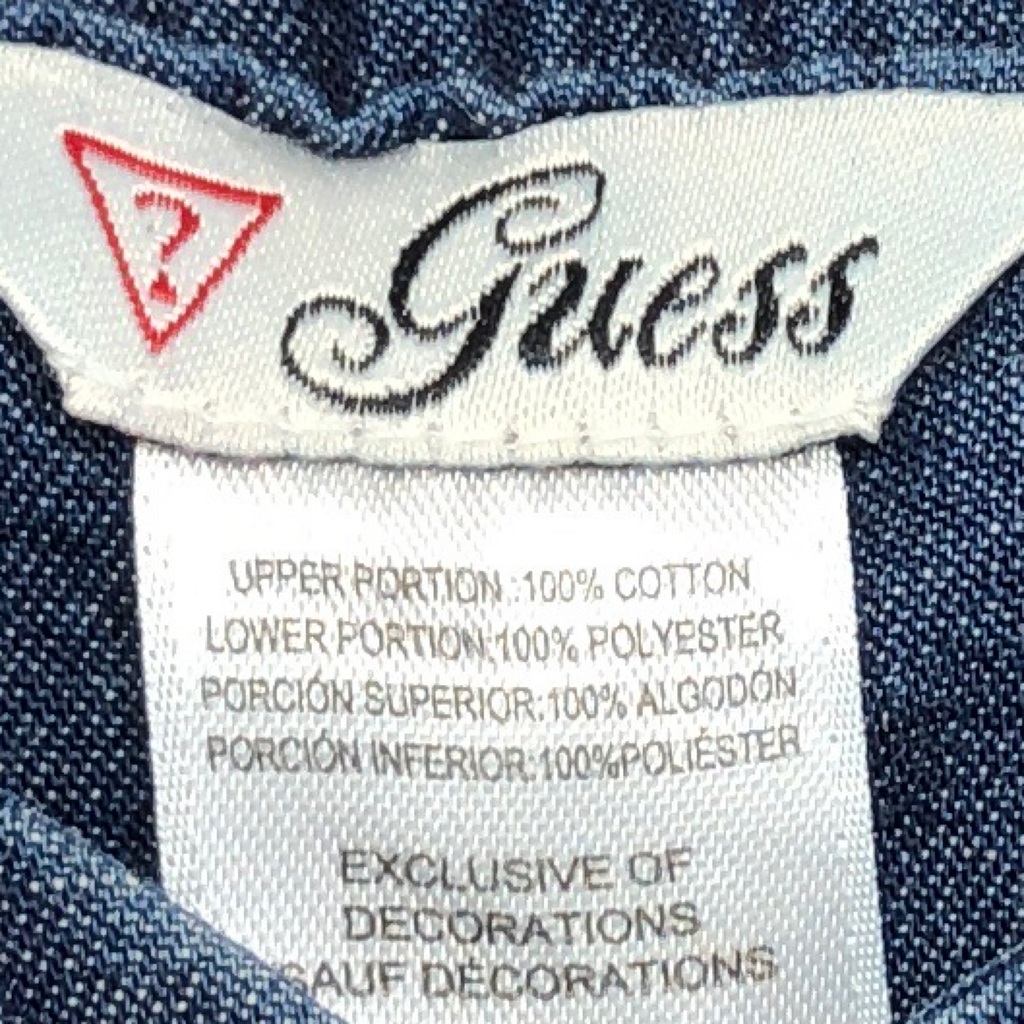 ?
Guess
UPPER PORTION :100% COTTON
LOWER PORTION:100% POLYESTER
PORCIÓN SUPERIOR:100% ALGODÓN
PORCIÓN INFERIOR:100%POLIÉSTER
EXCLUSIVE OF
DECORATIONS
SAUF DÉCORATIONS